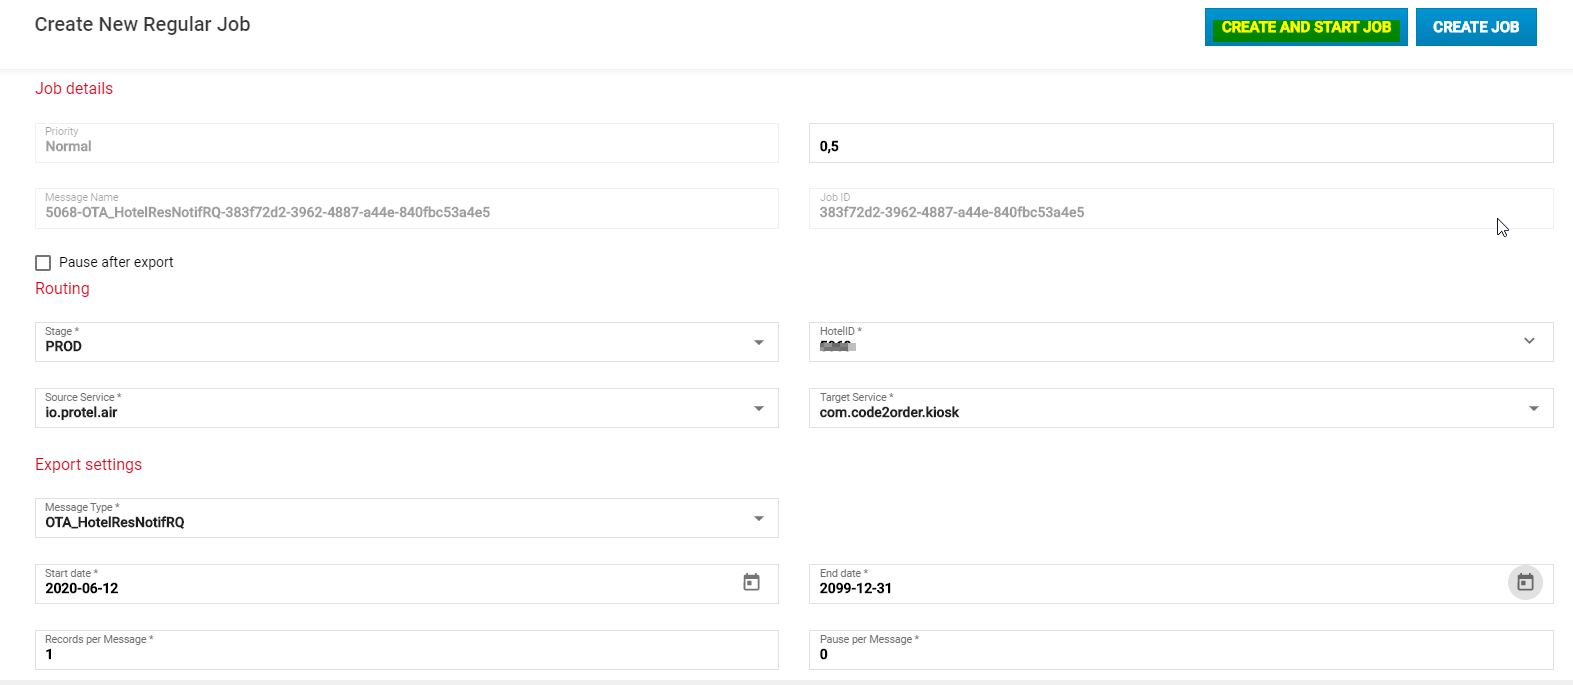 Create New Regular Job
CREATE AND START JOB
CREATE JOB
Job details
Priority
Normal
0,5
Message Name
5068-OTA_HotelResNotifRQ-383f72d2-3962-4887-a44e-840fbc53a4e5
Job ID
383f72d2-3962-4887-a44e-840fbc53a4e5
Pause after export
Routing
Stage *
PROD
HotelID *
Source Service *
io.protel.air
Target Service *
com.code2order.kiosk
Export settings
Message Type *
OTA_HotelResNotifRQ
Start date *
2020-06-12
End date *
2099-12-31
Records per Message *
1
Pause per Message *
0